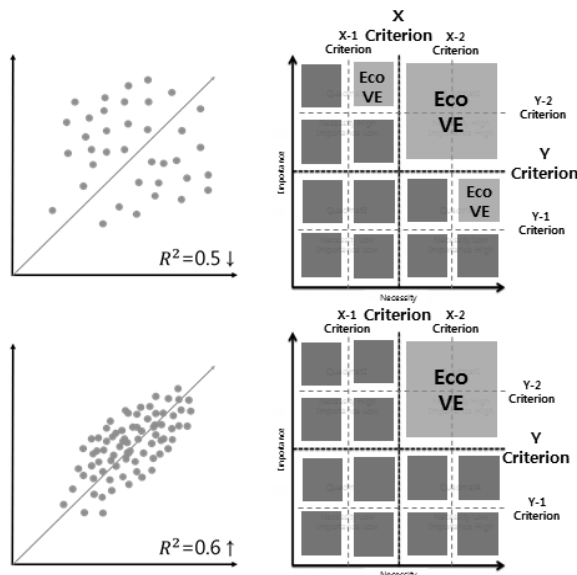 X
Criterion
X-1
Criterion
X-2
Criterion
Eco
VE
Eco
VE
Y-2
Criterion
Y
Criterion
Eco
VE
Y-1
Criterion
Importance
Necessity
R²=0.5 ↓
X-1
Criterion
Criterion
X-2
Criterion
Eco
VE
Y-2
Criterion
Y
Criterion
Y-1
Criterion
Importance
Necessity
R²=0.6 ↑